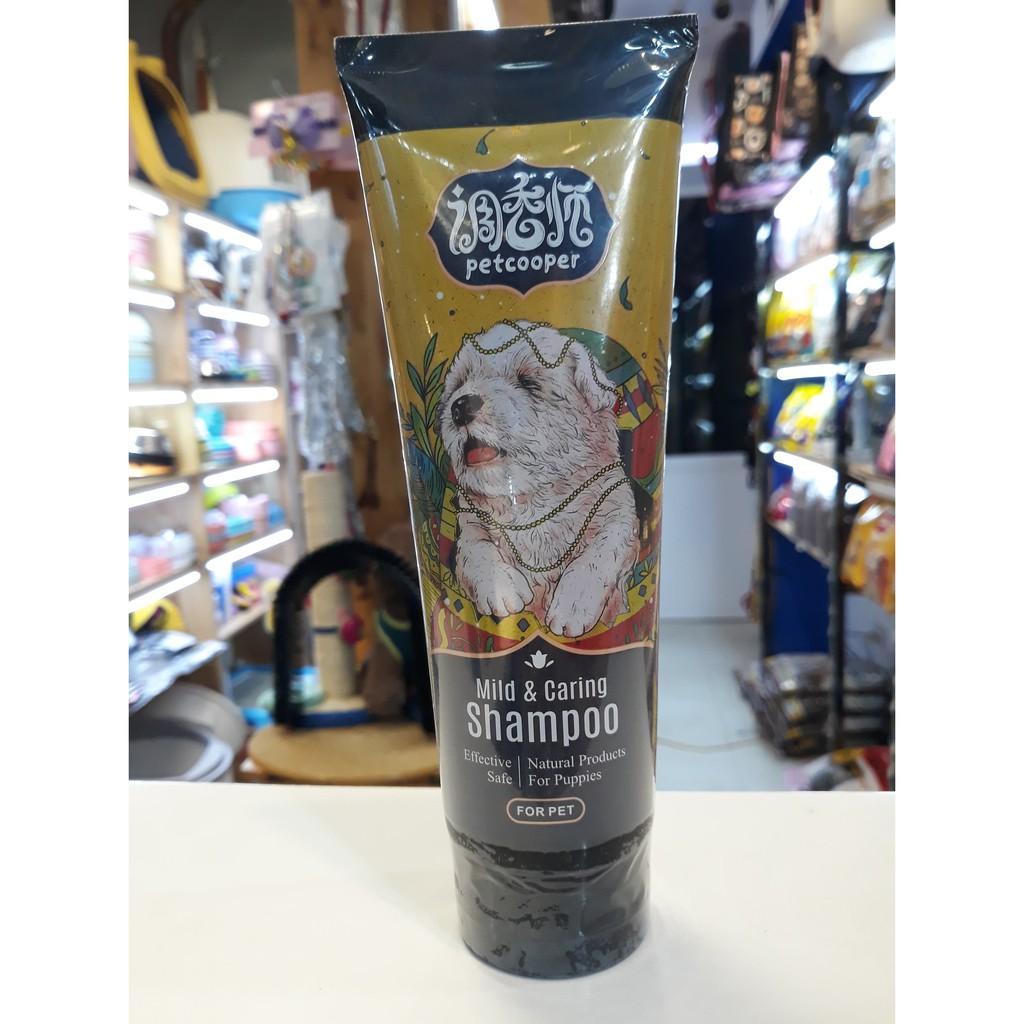 调香师
petcooper
Mild & Caring
Shampoo
Effective
Safe
Natural Products
For Puppies
FOR PET